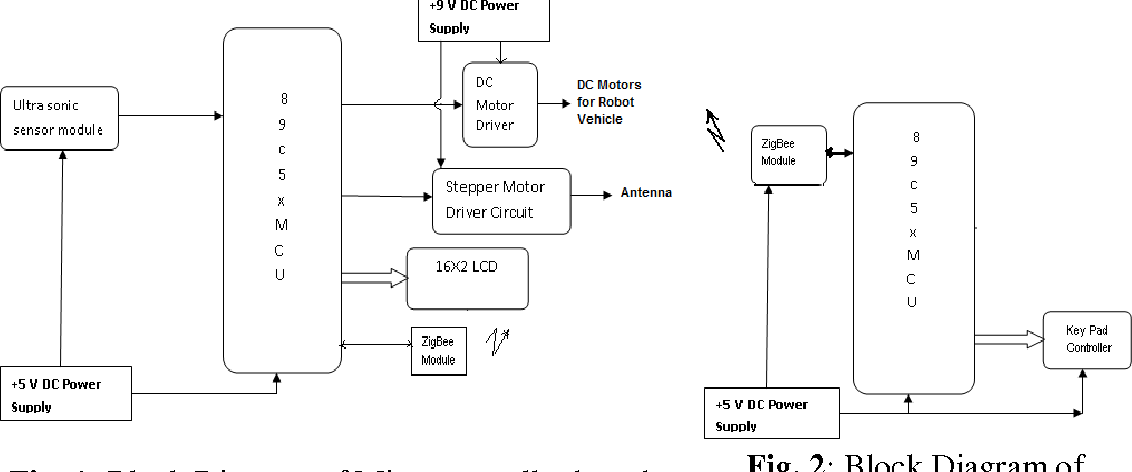 +9 V DC Power
Supply
Ultra sonic
sensor module
8
9
c
5
x
M
C
U
DC
Motor
Driver
DC Motors
for Robot
Vehicle
Stepper Motor
Driver Circuit
Antenna
16X2 LCD
ZigBee
Module
+5 V DC Power
Supply
ZigBee
Module
8
9
c
5
x
M
C
U
Key Pad
Controller
+5 V DC Power
Supply
Fig. 2: Block Diagram of